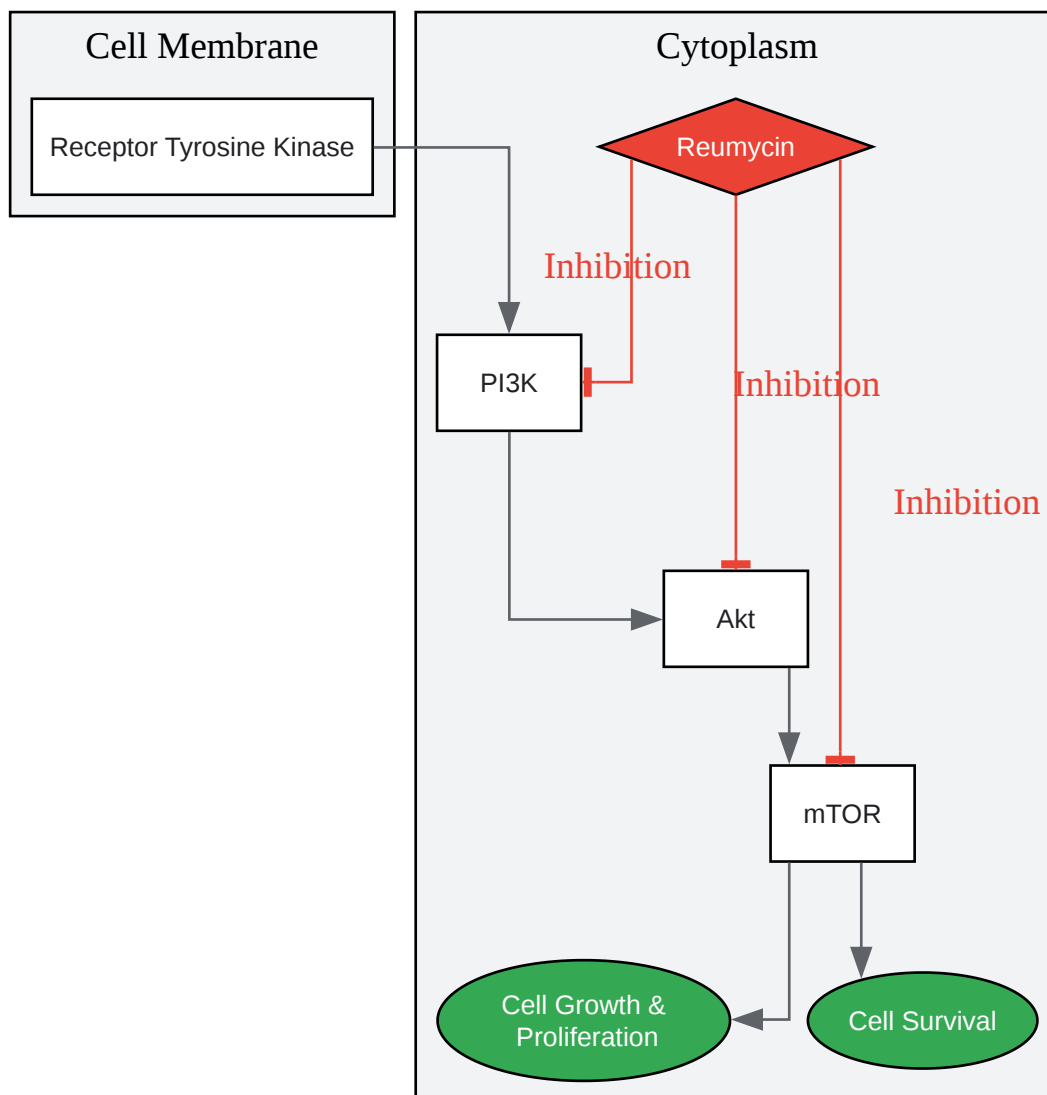 Cell Membrane
Cytoplasm
Receptor Tyrosine Kinase
Reumycin
Inhibition
PI3K
Inhibition
Inhibition
Akt
mTOR
Cell Growth &
Proliferation
Cell Survival